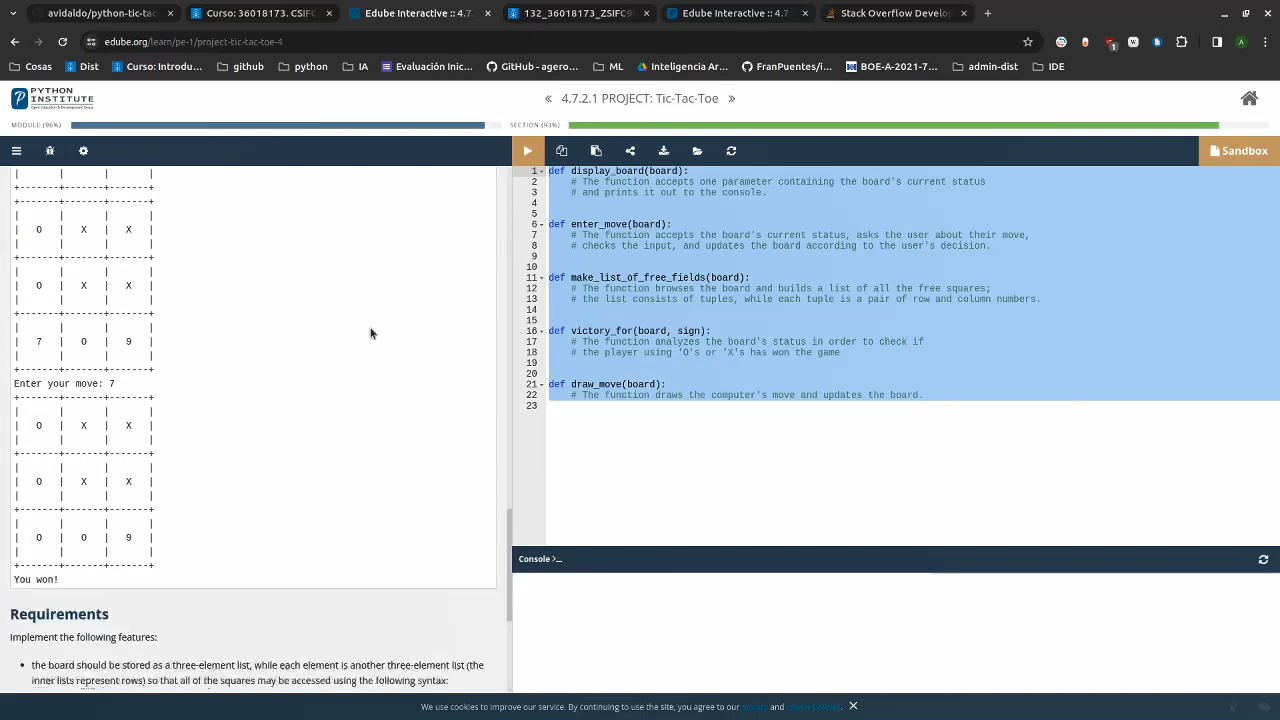 avidaldo/python-tic-tac
Curso: 36018173. CSIFC
Edube Interactive :: 4.7.
132_36018173_ZSIFC9
Edube Interactive :: 4.7.
Stack Overflow Develo
edube.org/learn/pe-1/project-tic-tac-toe-4
1
A
Cosas
Dist
Curso: Introdu...
github
python
IA
Evaluación Inic...
GitHub - agero...
ML
Inteligencia Ar...
FranPuentes/i...
BOE-A-2021-7...
admin-dist
IDE
PYTHON
INSTITUTE
Open Education & Development Group
« 4.7.2.1 PROJECT: Tic-Tac-Toe »
MODULE (96%)
SECTION (93%)
Sandbox
|       |       |       |
+-------+-------+-------+
+-------+-------+-------+
|       |       |       |
|   O   |   X   |   X   |
|       |       |       |
+-------+-------+-------+
|       |       |       |
|   O   |   X   |   X   |
|       |       |       |
+-------+-------+-------+
|       |       |       |
|   7   |   O   |   9   |
|       |       |       |
+-------+-------+-------+
Enter your move: 7
+-------+-------+-------+
|       |       |       |
|   O   |   X   |   X   |
|       |       |       |
+-------+-------+-------+
|       |       |       |
|   O   |   X   |   X   |
|       |       |       |
+-------+-------+-------+
|       |       |       |
|   O   |   O   |   9   |
|       |       |       |
+-------+-------+-------+
You won!
Requirements
Implement the following features:
• the board should be stored as a three-element list, while each element is another three-element list (the
inner lists represent rows) so that all of the squares may be accessed using the following syntax:
1 def display_board(board):
2     # The function accepts one parameter containing the board's current status
3     # and prints it out to the console.
4
5
6 def enter_move(board):
7     # The function accepts the board's current status, asks the user about their move,
8     # checks the input, and updates the board according to the user's decision.
9
10
11 def make_list_of_free_fields(board):
12     # The function browses the board and builds a list of all the free squares;
13     # the list consists of tuples, while each tuple is a pair of row and column numbers.
14
15
16 def victory_for(board, sign):
17     # The function analyzes the board's status in order to check if
18     # the player using 'O's or 'X's has won the game
19
20
21 def draw_move(board):
22     # The function draws the computer's move and updates the board.
23
Console >_
We use cookies to improve our service. By continuing to use the site, you agree to our privacy and cookie policies. ✕